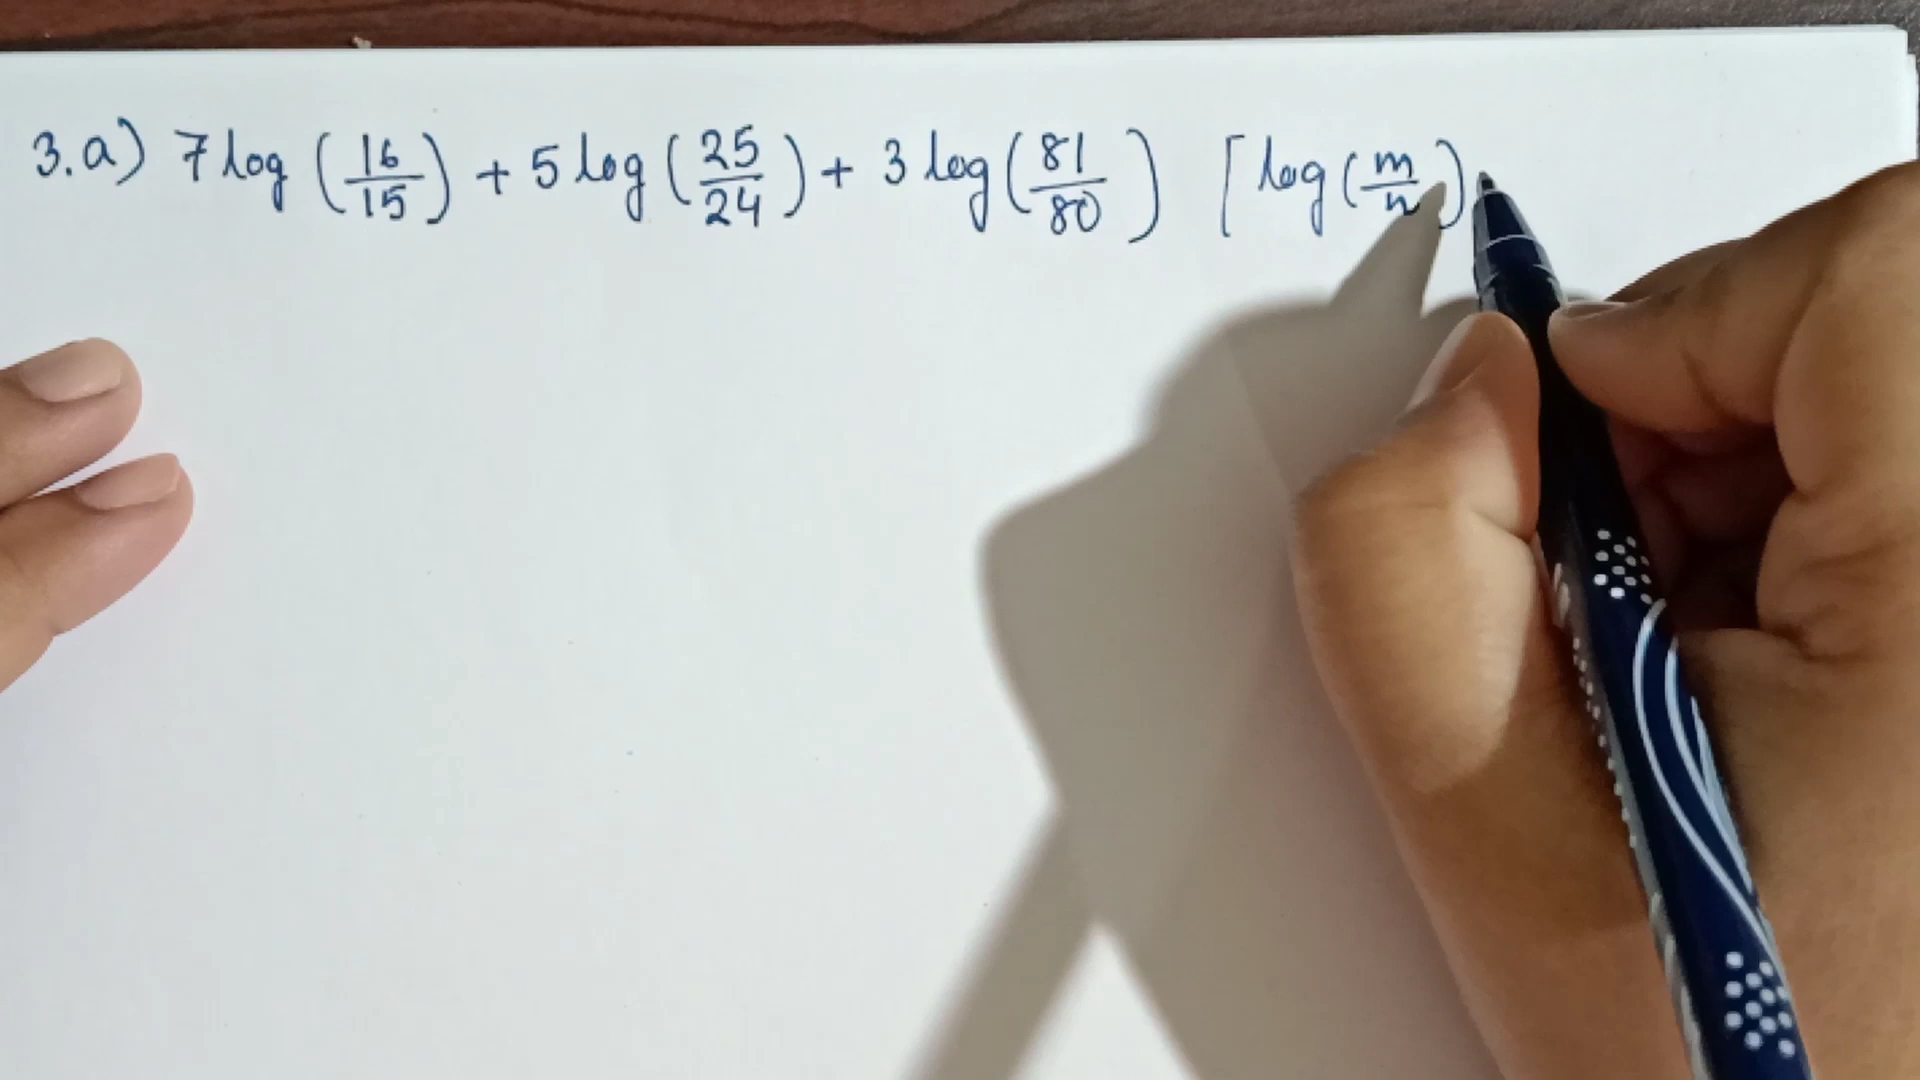 3.a) 7 log (16/15) + 5 log (25/24) + 3 log (81/80) [log (m/n)